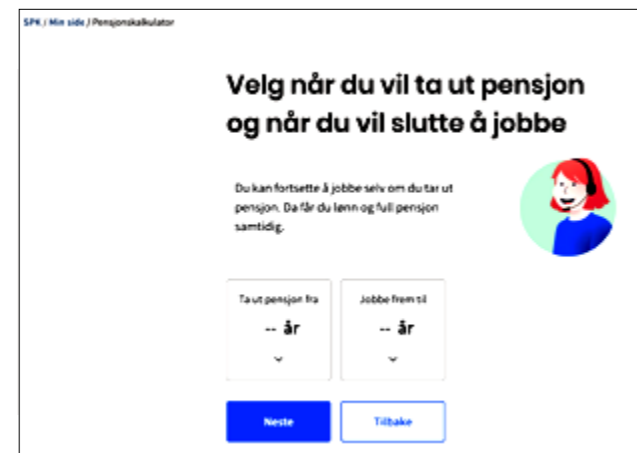 SPK / Min side / Pensjonskalkulator
Velg når du vil ta ut pensjon
og når du vil slutte å jobbe
Du kan fortsette å jobbe selv om du tar ut
pensjon. Da får du lønn og full pensjon
samtidig.
Ta ut pensjon fra
-- år
Jobbe frem til
-- år
Neste
Tilbake